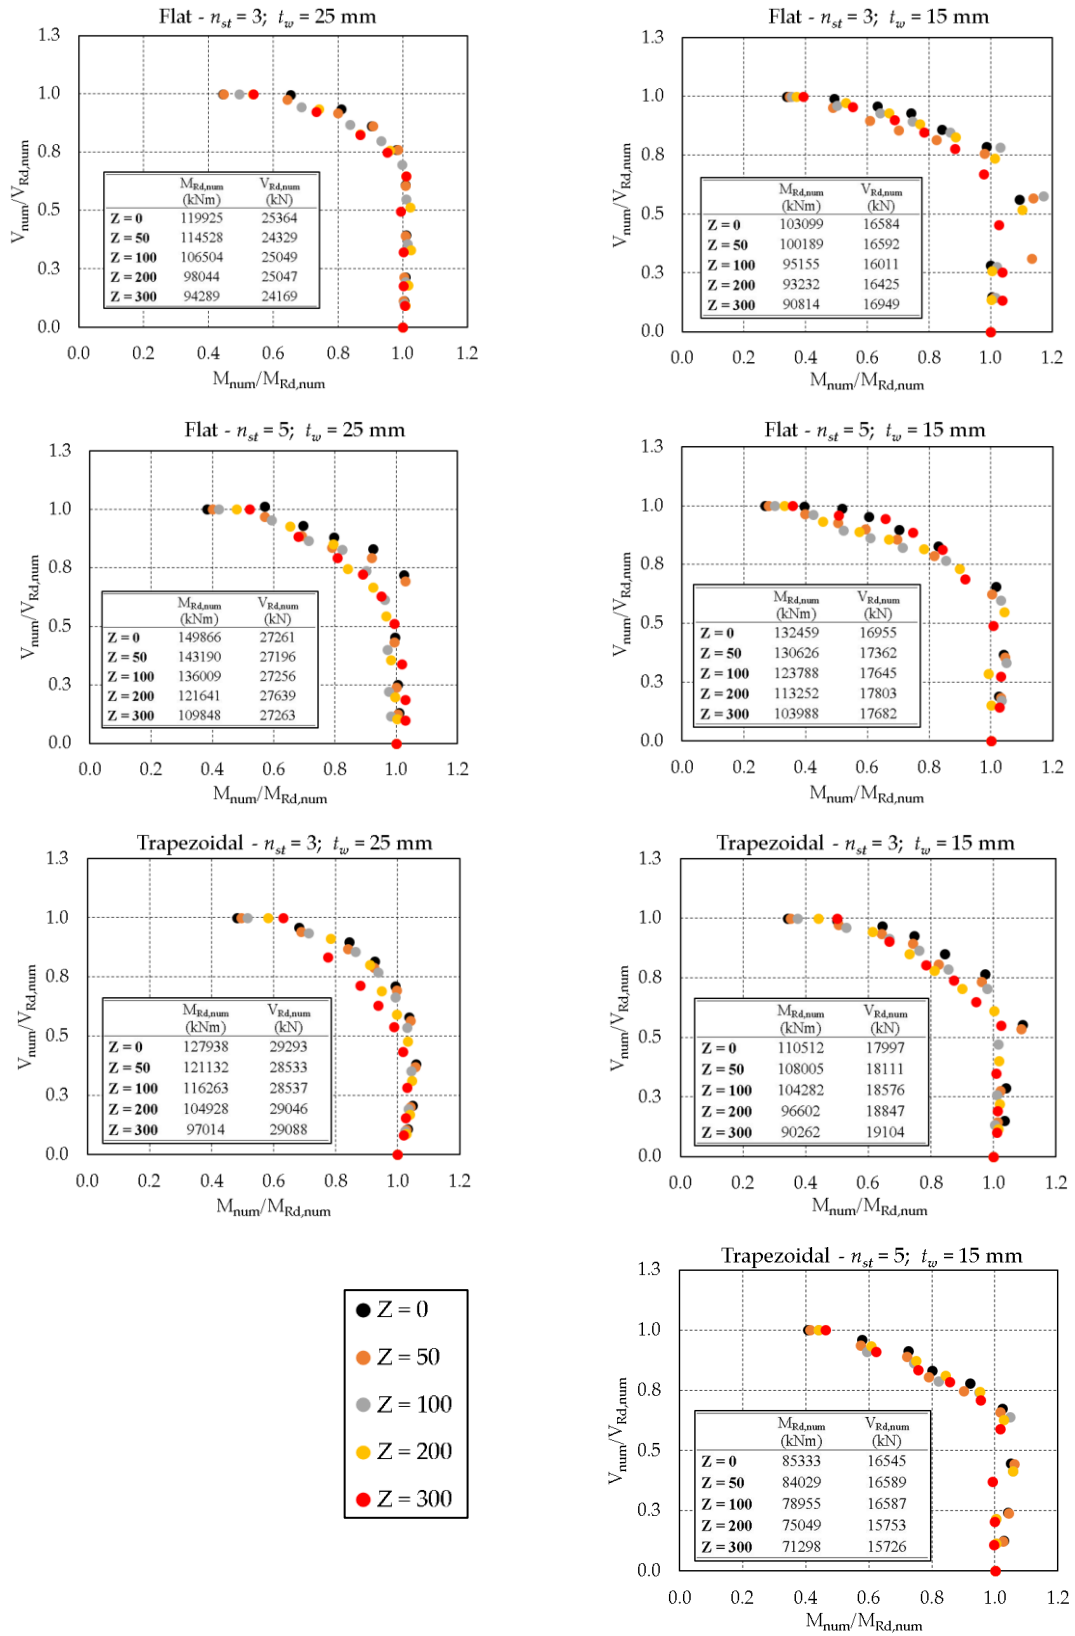 Flat - nst = 3; tw = 25 mm
1.3
1.0
0.8
0.5
0.3
0.0
Vnum/VRd,num
MRd,num VRd,num
(kNm) (kN)
Z = 0 119925 25364
Z = 50 114528 24329
Z = 100 106504 25049
Z = 200 98044 25047
Z = 300 94289 24169
0.0 0.2 0.4 0.6 0.8 1.0 1.2
Mnum/MRd,num
Flat - nst = 3; tw = 15 mm
1.3
1.0
0.8
0.5
0.3
0.0
Vnum/VRd,num
MRd,num VRd,num
(kNm) (kN)
Z = 0 103099 16584
Z = 50 100189 16592
Z = 100 95155 16011
Z = 200 93232 16425
Z = 300 90814 16949
0.0 0.2 0.4 0.6 0.8 1.0 1.2
Mnum/MRd,num
Flat - nst = 5; tw = 25 mm
1.3
1.0
0.8
0.5
0.3
0.0
Vnum/VRd,num
MRd,num VRd,num
(kNm) (kN)
Z = 0 149866 27261
Z = 50 143190 27196
Z = 100 136009 27256
Z = 200 121641 27639
Z = 300 109848 27263
0.0 0.2 0.4 0.6 0.8 1.0 1.2
Mnum/MRd,num
Flat - nst = 5; tw = 15 mm
1.3
1.0
0.8
0.5
0.3
0.0
Vnum/VRd,num
MRd,num VRd,num
(kNm) (kN)
Z = 0 132459 16955
Z = 50 130626 17362
Z = 100 123788 17645
Z = 200 113252 17803
Z = 300 103988 17682
0.0 0.2 0.4 0.6 0.8 1.0 1.2
Mnum/MRd,num
Trapezoidal - nst = 3; tw = 25 mm
1.3
1.0
0.8
0.5
0.3
0.0
Vnum/VRd,num
MRd,num VRd,num
(kNm) (kN)
Z = 0 127938 29293
Z = 50 121132 28533
Z = 100 116263 28537
Z = 200 104928 29046
Z = 300 97014 29088
0.0 0.2 0.4 0.6 0.8 1.0 1.2
Mnum/MRd,num
Trapezoidal - nst = 3; tw = 15 mm
1.3
1.0
0.8
0.5
0.3
0.0
Vnum/VRd,num
MRd,num VRd,num
(kNm) (kN)
Z = 0 110512 17997
Z = 50 108005 18111
Z = 100 104282 18576
Z = 200 96602 18847
Z = 300 90262 19104
0.0 0.2 0.4 0.6 0.8 1.0 1.2
Mnum/MRd,num
Z = 0
Z = 50
Z = 100
Z = 200
Z = 300
Trapezoidal - nst = 5; tw = 15 mm
1.3
1.0
0.8
0.5
0.3
0.0
Vnum/VRd,num
MRd,num VRd,num
(kNm) (kN)
Z = 0 85333 16545
Z = 50 84029 16589
Z = 100 78955 16587
Z = 200 75049 15753
Z = 300 71298 15726
0.0 0.2 0.4 0.6 0.8 1.0 1.2
Mnum/MRd,num